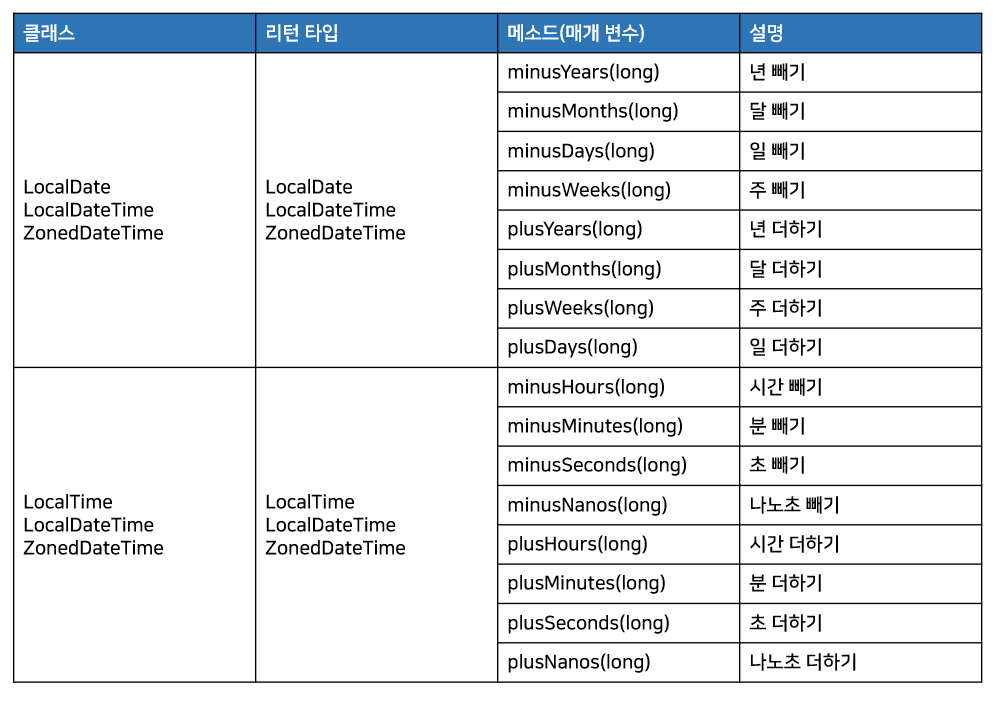 클래스 리턴 타입 메소드(매개 변수) 설명
LocalDate
LocalDateTime
ZonedDateTime
LocalDate
LocalDateTime
ZonedDateTime
minusYears(long) 년 빼기
minusMonths(long) 달 빼기
minusDays(long) 일 빼기
minusWeeks(long) 주 빼기
plusYears(long) 년 더하기
plusMonths(long) 달 더하기
plusWeeks(long) 주 더하기
plusDays(long) 일 더하기
LocalTime
LocalDateTime
ZonedDateTime
LocalTime
LocalDateTime
ZonedDateTime
minusHours(long) 시간 빼기
minusMinutes(long) 분 빼기
minusSeconds(long) 초 빼기
minusNanos(long) 나노초 빼기
plusHours(long) 시간 더하기
plusMinutes(long) 분 더하기
plusSeconds(long) 초 더하기
plusNanos(long) 나노초 더하기